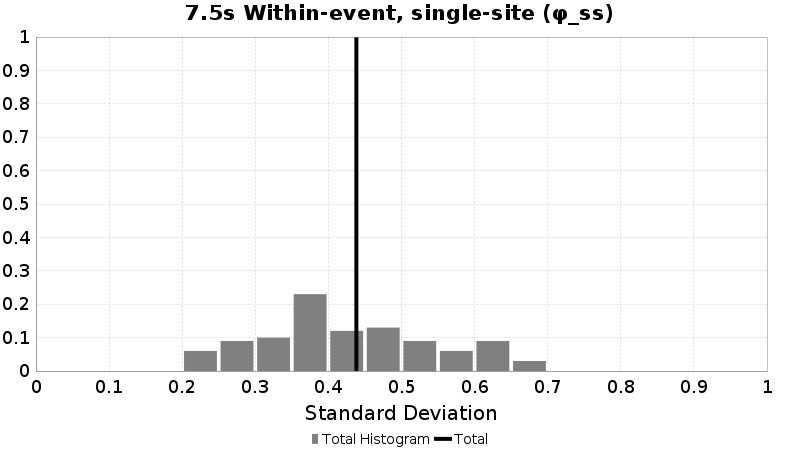 7.5s Within-event, single-site (φ_ss)
1
0.9
0.8
0.7
0.6
0.5
0.4
0.3
0.2
0.1
0
0 0.1 0.2 0.3 0.4 0.5 0.6 0.7 0.8 0.9 1
Standard Deviation
Total Histogram Total